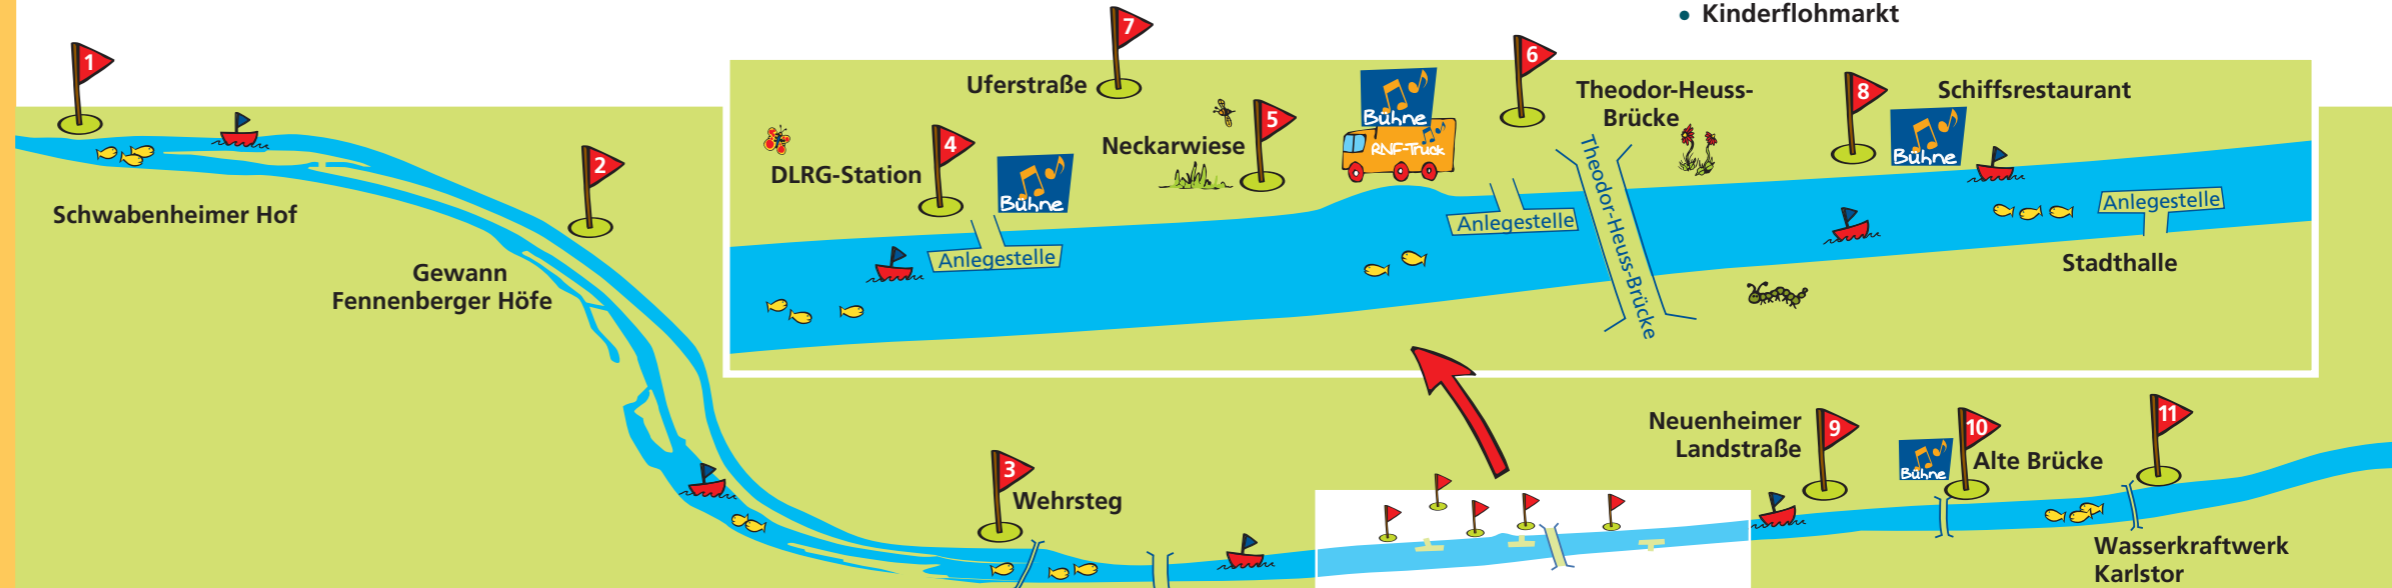 • Kinderflohmarkt
1
7
6
Uferstraße
Theodor-Heuss-
Brücke
8
Schiffsrestaurant
Bühne
5
Neckarwiese
RNF-Truck
4
DLRG-Station
Bühne
Bühne
2
Schwabenheimer Hof
Anlegestelle
Anlegestelle
Anlegestelle
Theodor-Heuss-Brücke
Stadthalle
Gewann
Fennenberger Höfe
Neuenheimer
Landstraße
9
10
11
Bühne
Alte Brücke
3
Wehrsteg
Wasserkraftwerk
Karlstor